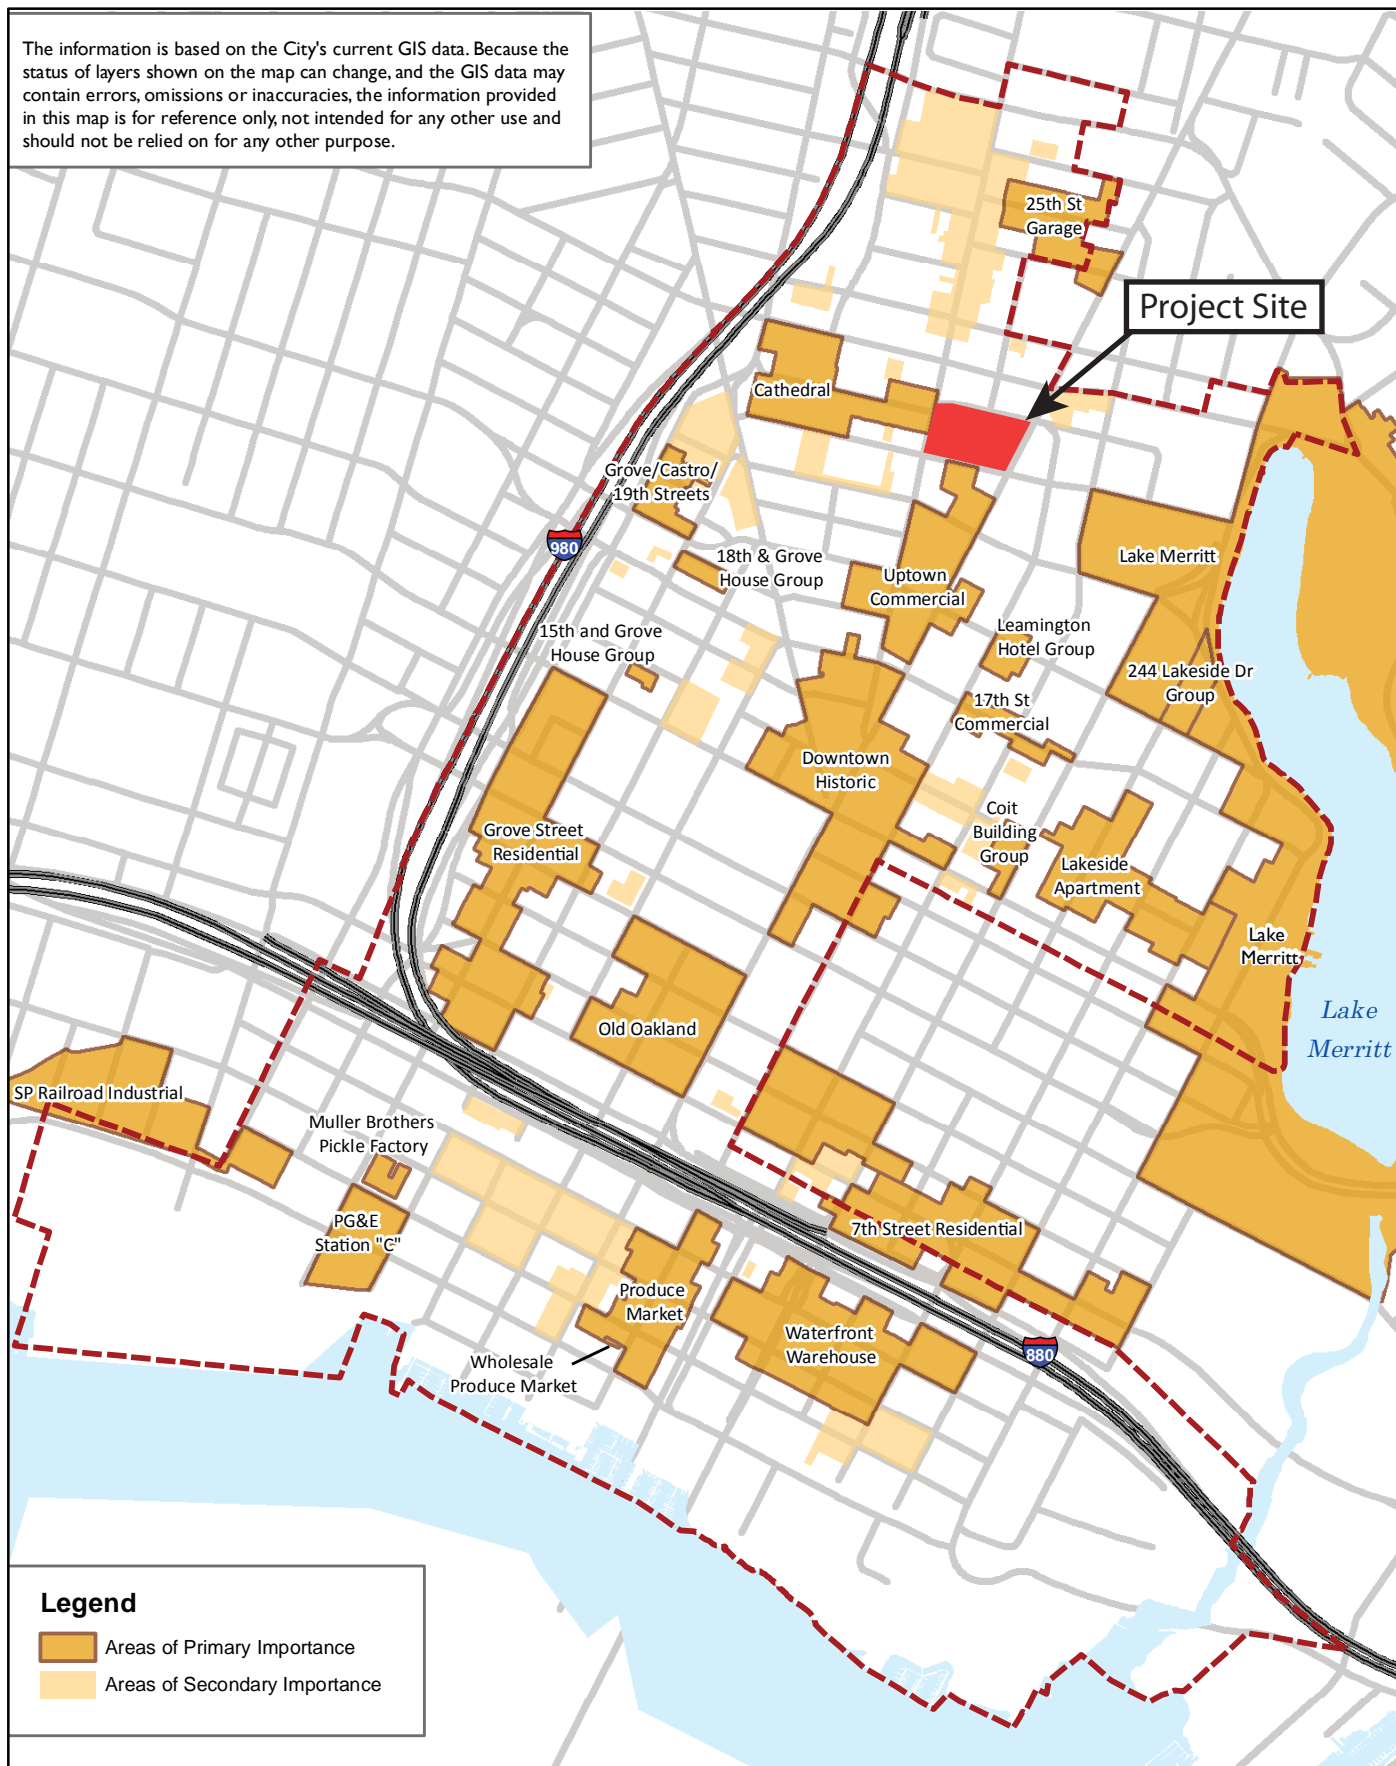 The information is based on the City's current GIS data. Because the
status of layers shown on the map can change, and the GIS data may
contain errors, omissions or inaccuracies, the information provided
in this map is for reference only, not intended for any other use and
should not be relied on for any other purpose.
25th St
Garage
Project Site
Cathedral
Grove/Castro/
19th Streets
980
18th & Grove
House Group
Uptown
Commercial
Lake Merritt
15th and Grove
House Group
Leamington
Hotel Group
244 Lakeside Dr
Group
17th St
Commercial
Downtown
Historic
Coit
Building
Group
Grove Street
Residential
Lakeside
Apartment
Lake
Merritt
Old Oakland
Lake
Merritt
SP Railroad Industrial
Muller Brothers
Pickle Factory
PG&E
Station "C"
7th Street Residential
Produce
Market
Waterfront
Warehouse
880
Wholesale
Produce Market
Legend
Areas of Primary Importance
Areas of Secondary Importance